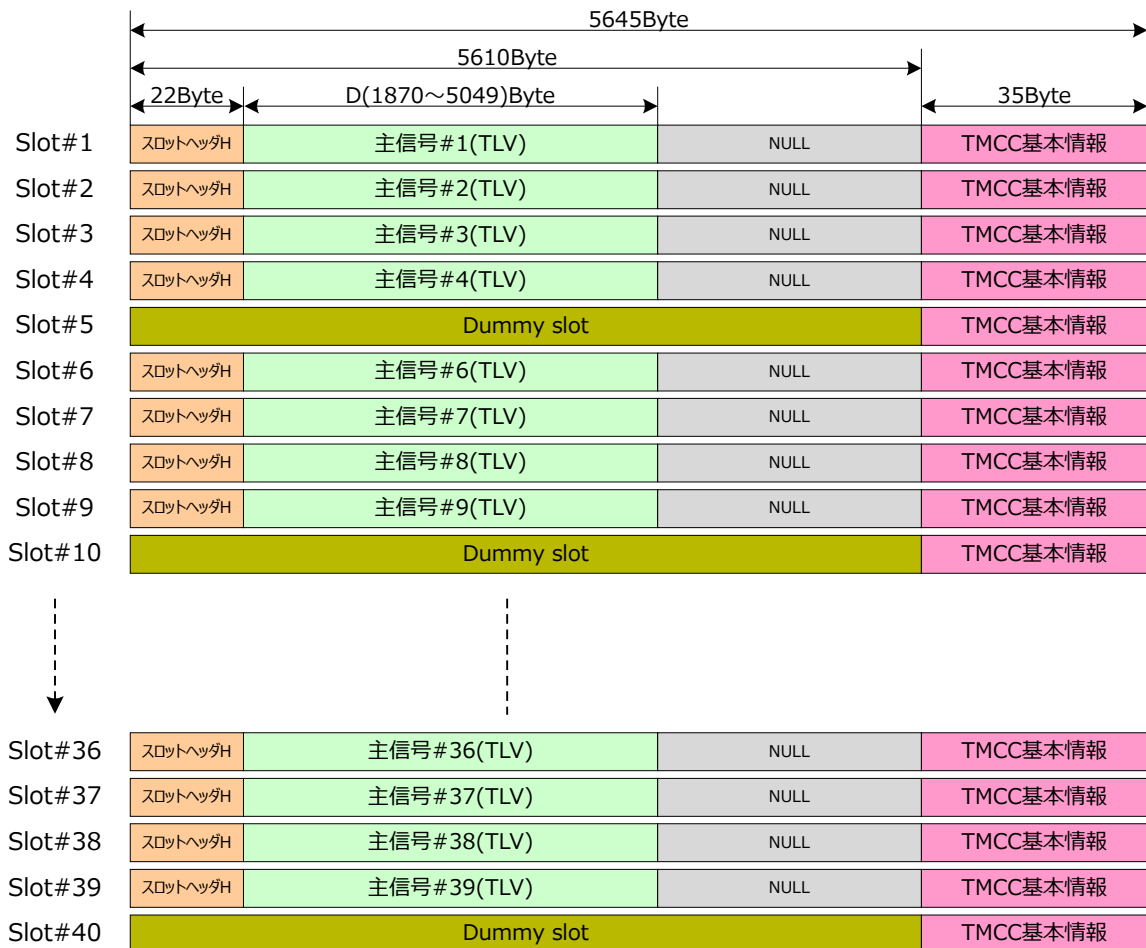 5645Byte
5610Byte
22Byte D(1870～5049)Byte 35Byte
Slot#1 スロットヘッダH 主信号#1(TLV) NULL TMCC基本情報
Slot#2 スロットヘッダH 主信号#2(TLV) NULL TMCC基本情報
Slot#3 スロットヘッダH 主信号#3(TLV) NULL TMCC基本情報
Slot#4 スロットヘッダH 主信号#4(TLV) NULL TMCC基本情報
Slot#5 Dummy slot TMCC基本情報
Slot#6 スロットヘッダH 主信号#6(TLV) NULL TMCC基本情報
Slot#7 スロットヘッダH 主信号#7(TLV) NULL TMCC基本情報
Slot#8 スロットヘッダH 主信号#8(TLV) NULL TMCC基本情報
Slot#9 スロットヘッダH 主信号#9(TLV) NULL TMCC基本情報
Slot#10 Dummy slot TMCC基本情報
Slot#36 スロットヘッダH 主信号#36(TLV) NULL TMCC基本情報
Slot#37 スロットヘッダH 主信号#37(TLV) NULL TMCC基本情報
Slot#38 スロットヘッダH 主信号#38(TLV) NULL TMCC基本情報
Slot#39 スロットヘッダH 主信号#39(TLV) NULL TMCC基本情報
Slot#40 Dummy slot TMCC基本情報